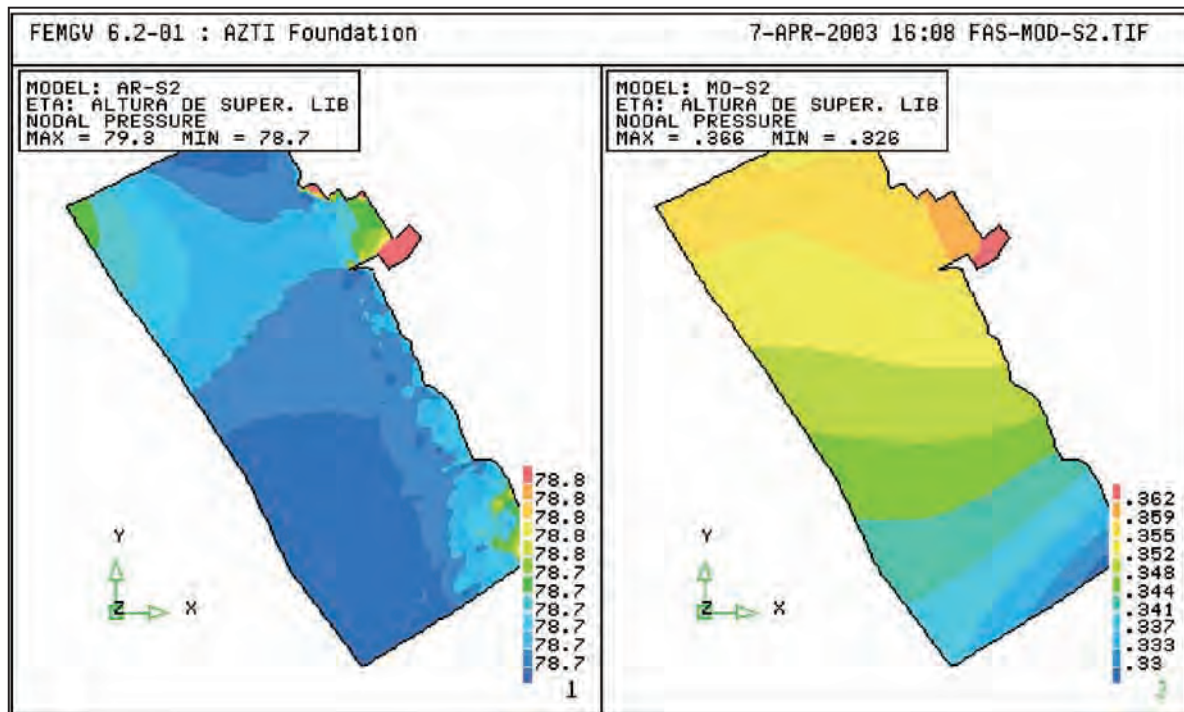 FEMGV 6.2-01 : AZTI Foundation
7-APR-2003 16:08 FAS-MOD-S2.TIF
MODEL: AR-S2
ETA: ALTURA DE SUPER. LIB
NODAL PRESSURE
MAX = 79.3 MIN = 78.7
78.8
78.8
78.8
78.8
78.8
78.7
78.7
78.7
78.7
78.7
Y
Z X
1
MODEL: MO-S2
ETA: ALTURA DE SUPER. LIB
NODAL PRESSURE
MAX = .366 MIN = .326
.362
.359
.355
.352
.348
.344
.341
.337
.333
.33
Y
Z X
2